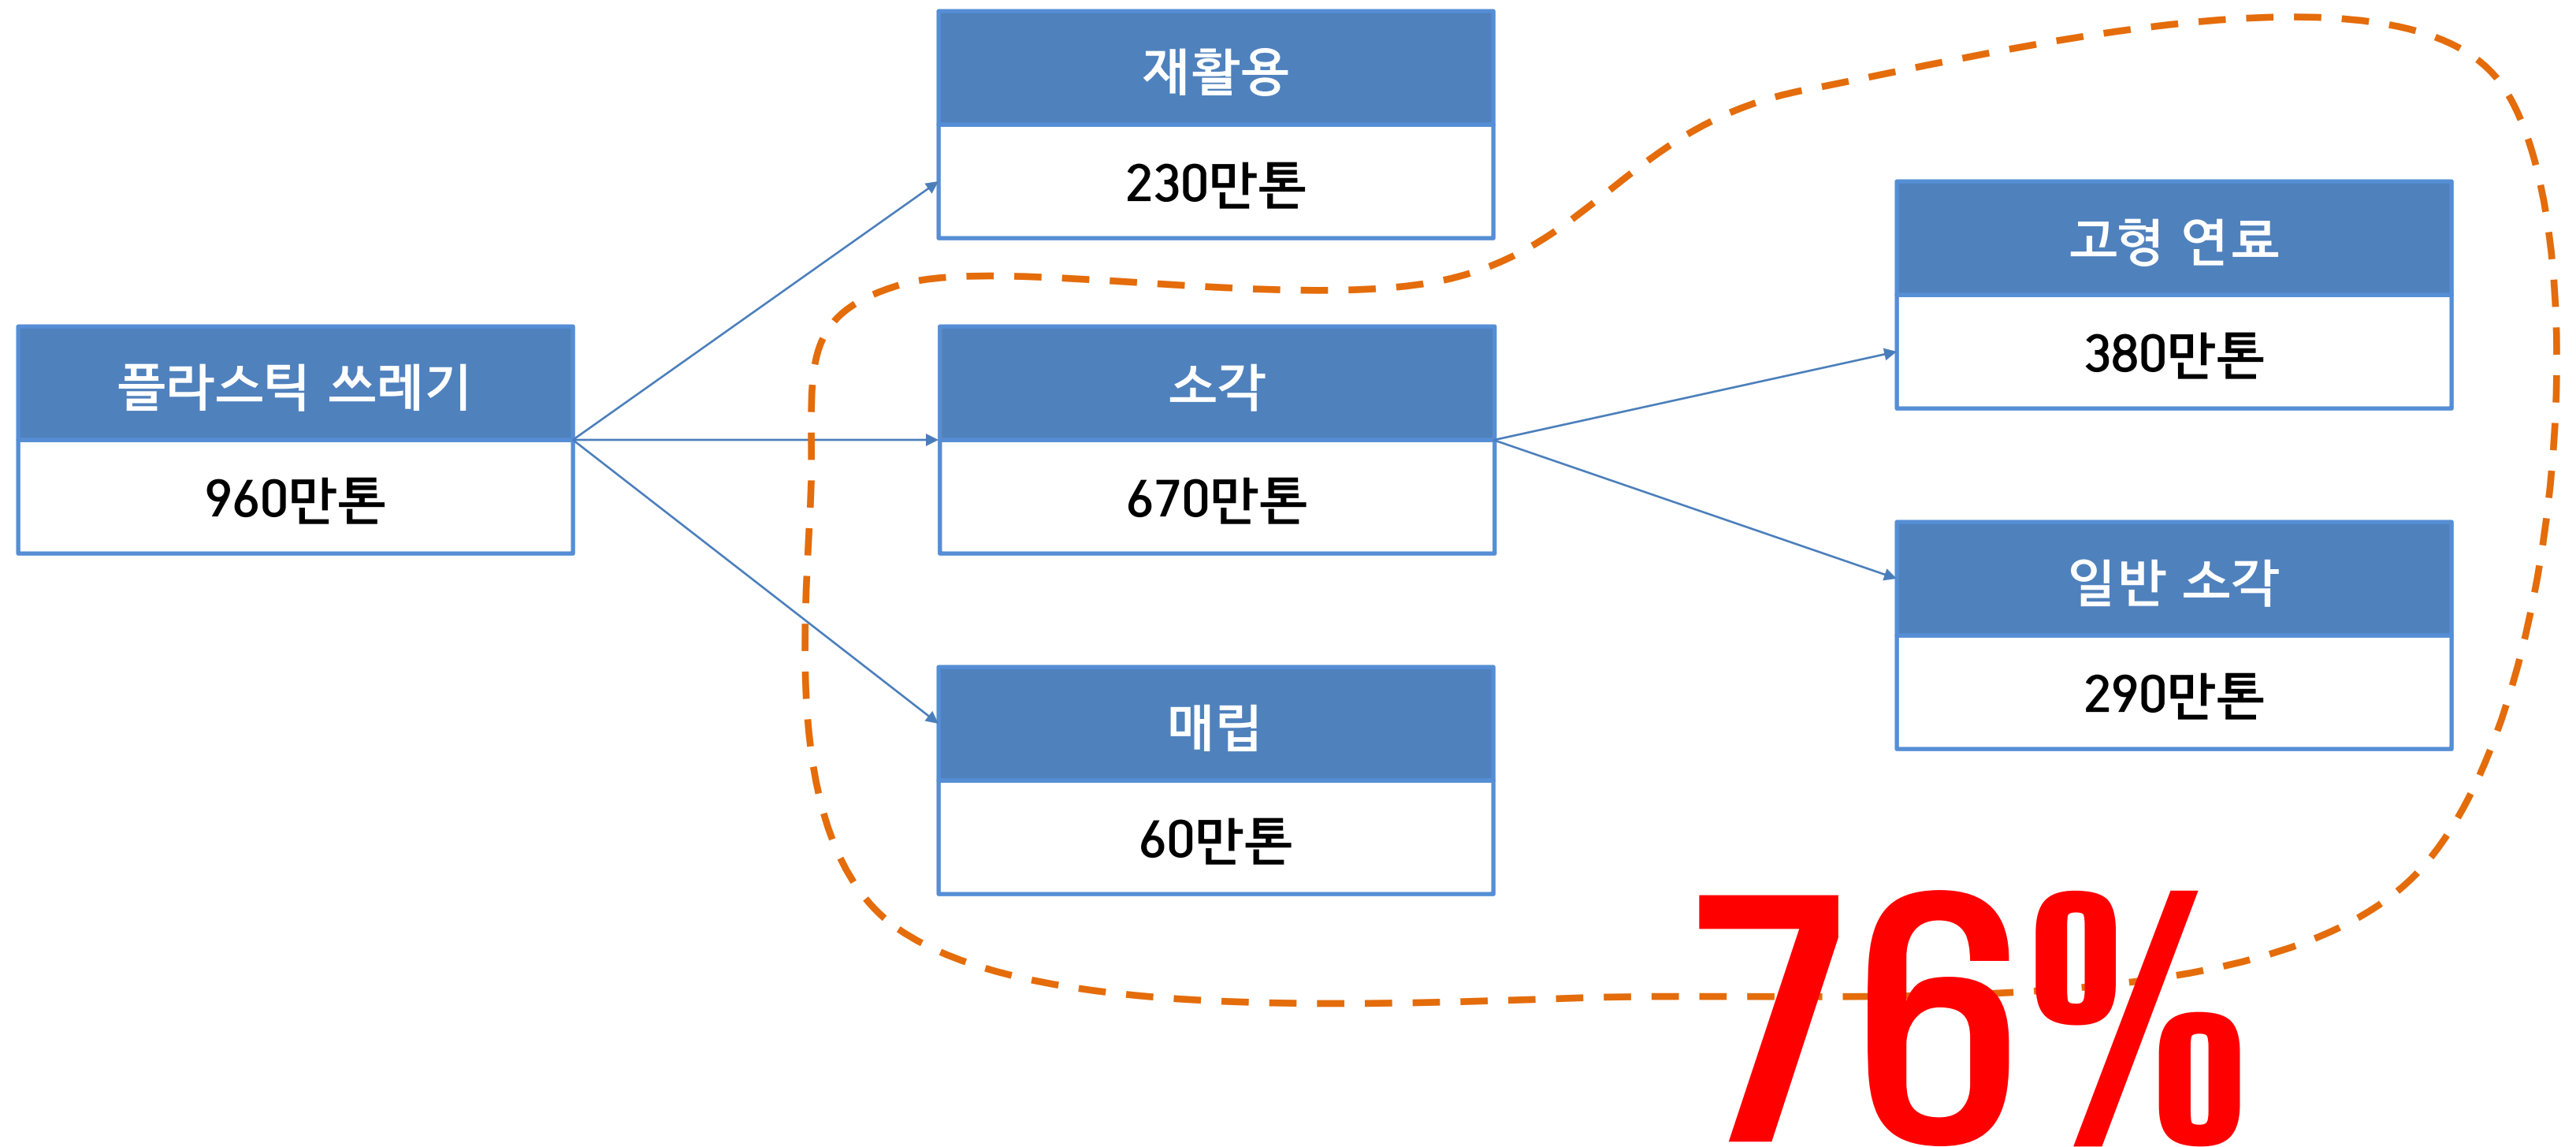 플라스틱 쓰레기
960만톤
재활용
230만톤
소각
670만톤
매립
60만톤
고형 연료
380만톤
일반 소각
290만톤
76%